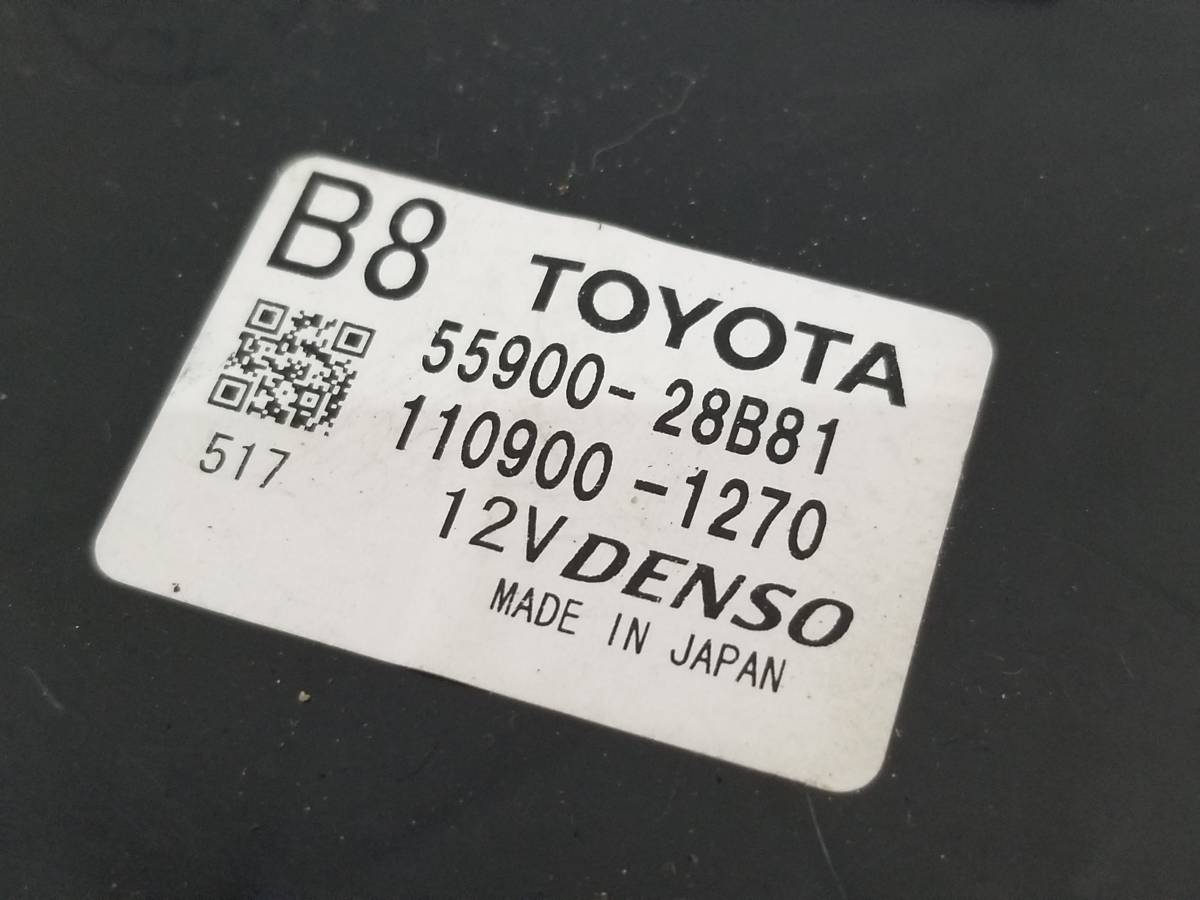 B8
TOYOTA
55900-28B81
110900-1270
517
12V DENSO
MADE IN JAPAN